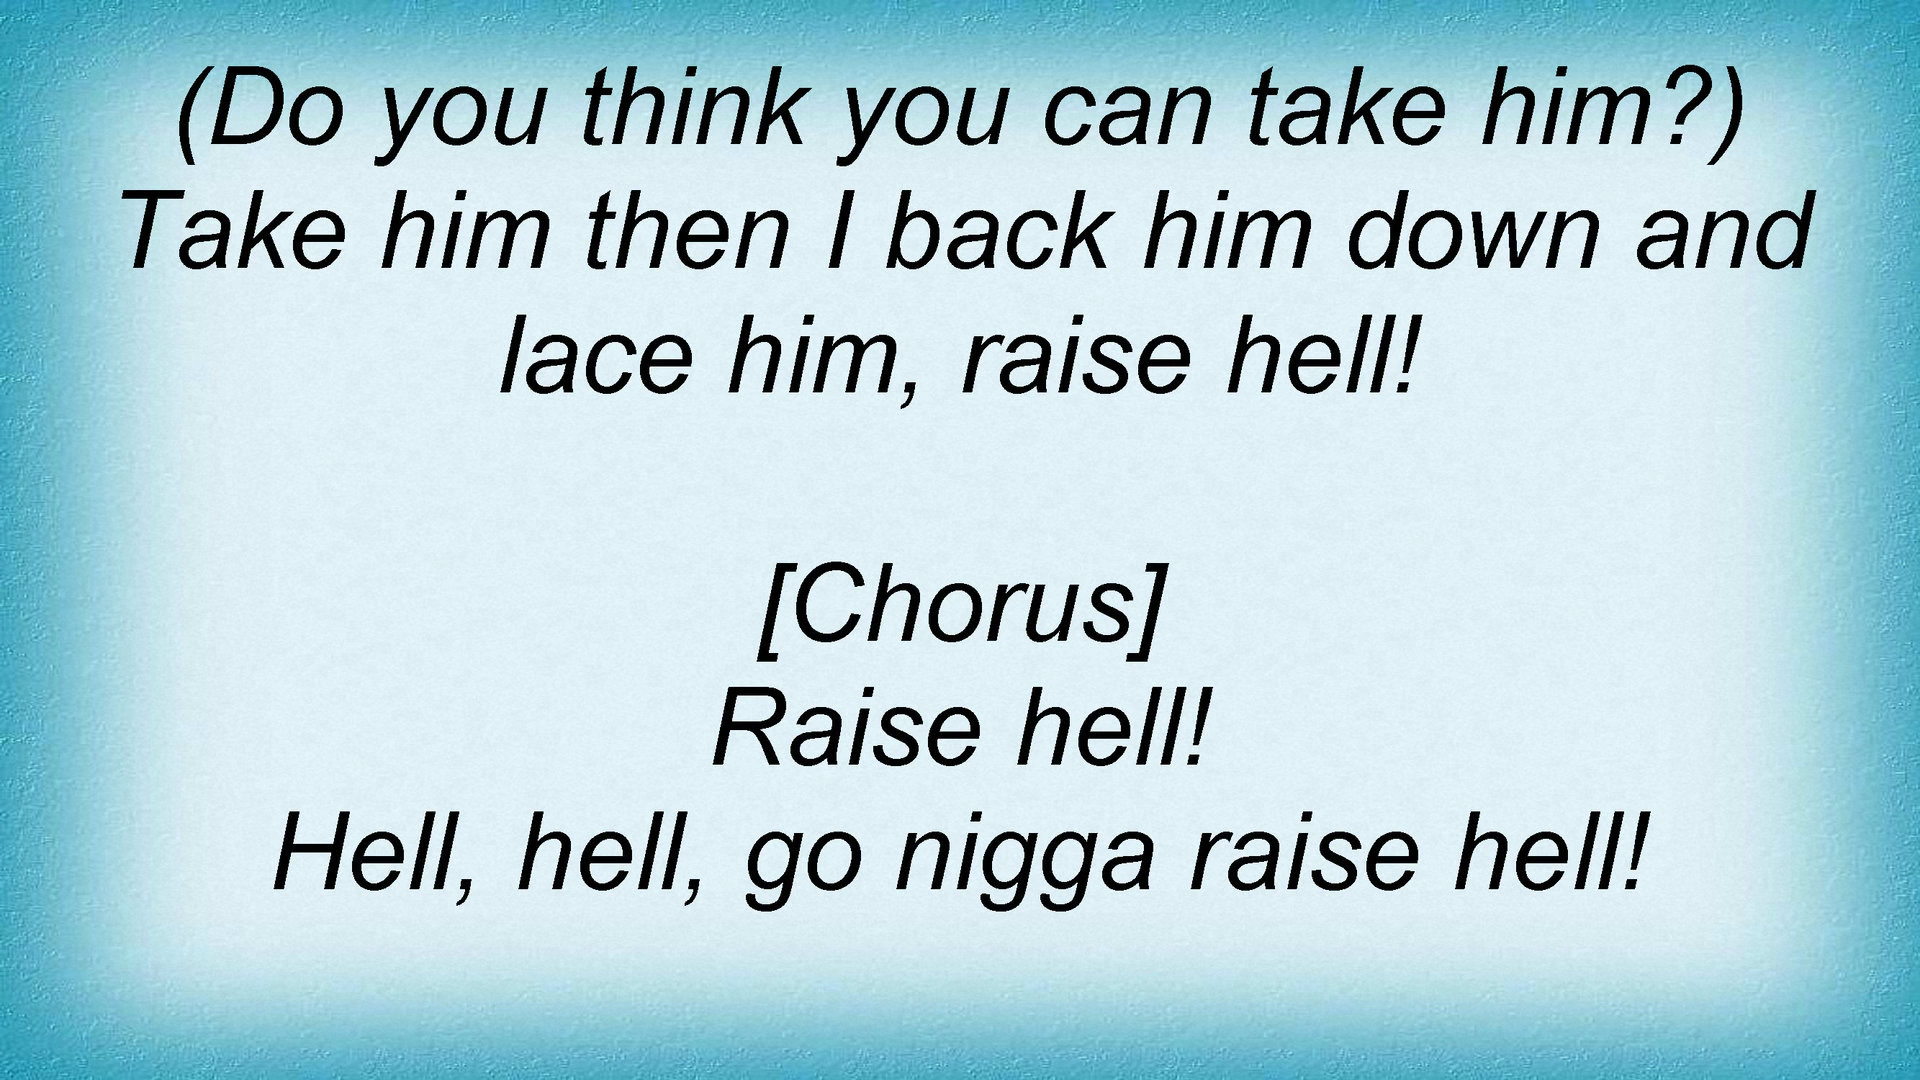 (Do you think you can take him?)
Take him then I back him down and
lace him, raise hell!
[Chorus]
Raise hell!
Hell, hell, go nigga raise hell!